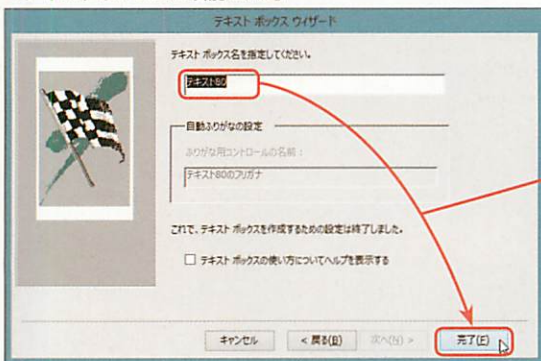 テキスト ボックス ウィザード
テキスト ボックス名を指定してください。
テキスト80
自動ふりがなの設定
ふりがな用コントロールの名前：
テキスト80のフリガナ
これで、テキスト ボックスを作成するための設定は終了しました。
テキスト ボックスの使い方についてヘルプを表示する
キャンセル < 戻る(B) 次へ(N) > 完了(F)